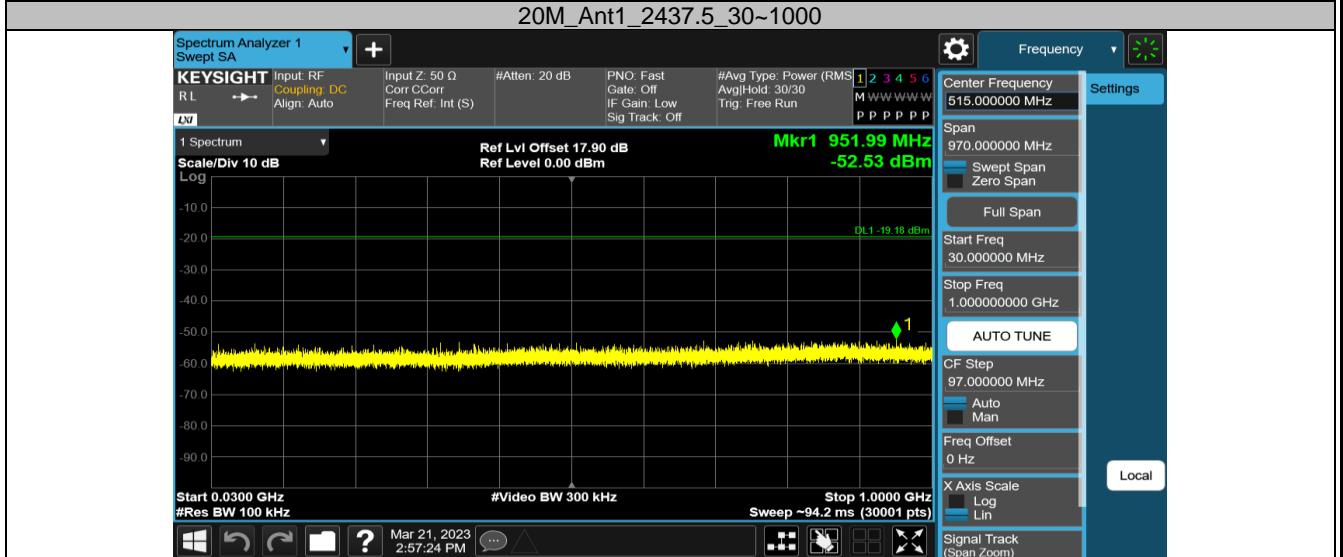 20M_Ant1_2437.5_30~1000
Spectrum Analyzer 1
Swept SA
Frequency
KEYSIGHT
R L
LXI
Input: RF
Coupling: DC
Align: Auto
Input Z: 50 Ω
Corr CCorr
Freq Ref: Int (S)
#Atten: 20 dB
PNO: Fast
Gate: Off
IF Gain: Low
Sig Track: Off
#Avg Type: Power (RMS
Avg|Hold: 30/30
Trig: Free Run
1 2 3 4 5 6
M W W W W W
P P P P P P
1 Spectrum
Scale/Div 10 dB
Log
Ref Lvl Offset 17.90 dB
Ref Level 0.00 dBm
Mkr1 951.99 MHz
-52.53 dBm
-10.0
DL1 -19.18 dBm
-20.0
-30.0
-40.0
1
-50.0
-60.0
-70.0
-80.0
-90.0
Start 0.0300 GHz
#Video BW 300 kHz
Stop 1.0000 GHz
#Res BW 100 kHz
Sweep ~94.2 ms (30001 pts)
Center Frequency
515.000000 MHz
Settings
Span
970.000000 MHz
Swept Span
Zero Span
Full Span
Start Freq
30.000000 MHz
Stop Freq
1.000000000 GHz
AUTO TUNE
CF Step
97.000000 MHz
Auto
Man
Freq Offset
0 Hz
Local
X Axis Scale
Log
Lin
Signal Track
(Span Zoom)
?
Mar 21, 2023
2:57:24 PM